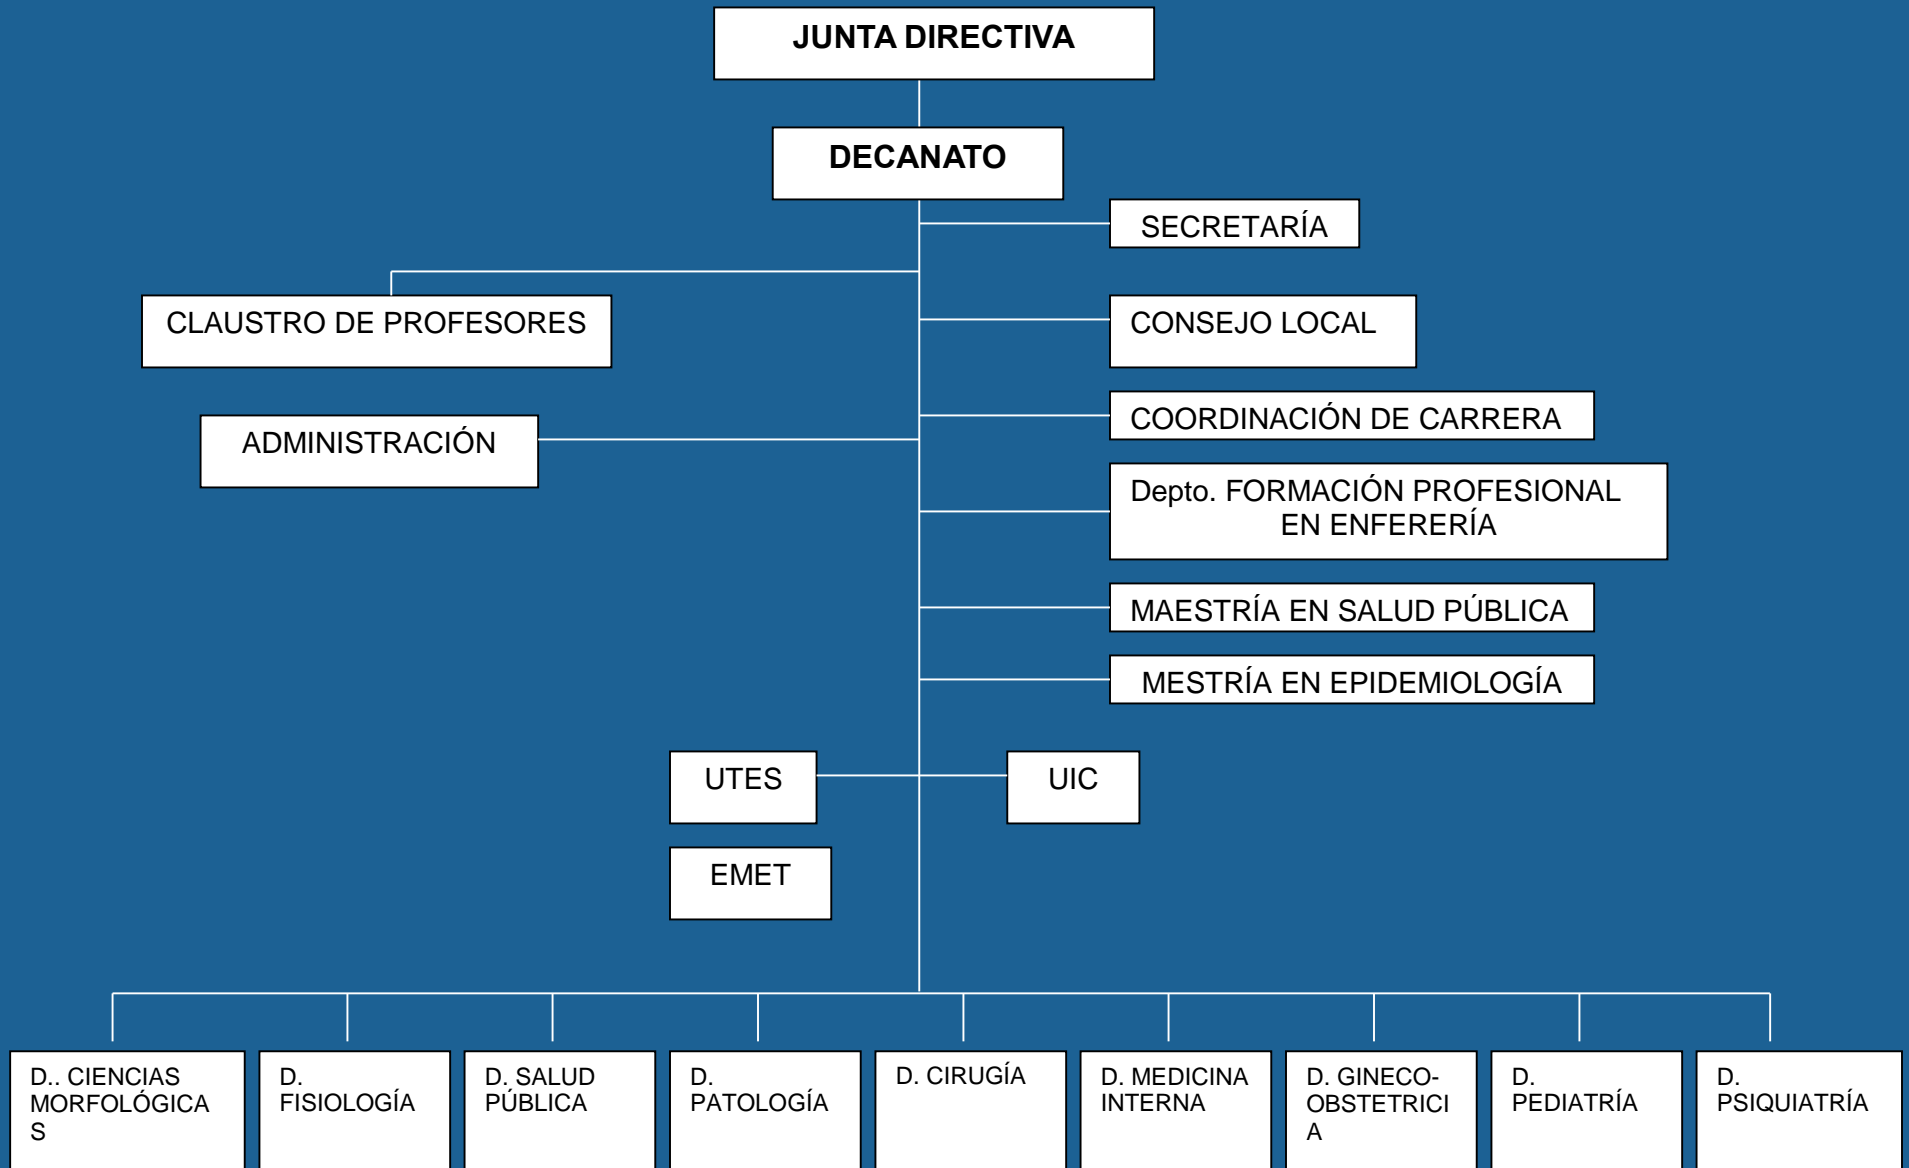 JUNTA DIRECTIVA
DECANATO
SECRETARÍA
CLAUSTRO DE PROFESORES
CONSEJO LOCAL
COORDINACIÓN DE CARRERA
ADMINISTRACIÓN
Depto. FORMACIÓN PROFESIONAL
EN ENFERERÍA
MAESTRÍA EN SALUD PÚBLICA
MESTRÍA EN EPIDEMIOLOGÍA
UTES
UIC
EMET
D.. CIENCIAS
MORFOLÓGICA
S
D.
FISIOLOGÍA
D. SALUD
PÚBLICA
D.
PATOLOGÍA
D. CIRUGÍA
D. MEDICINA
INTERNA
D. GINECO-
OBSTETRICI
A
D.
PEDIATRÍA
D.
PSIQUIATRÍA